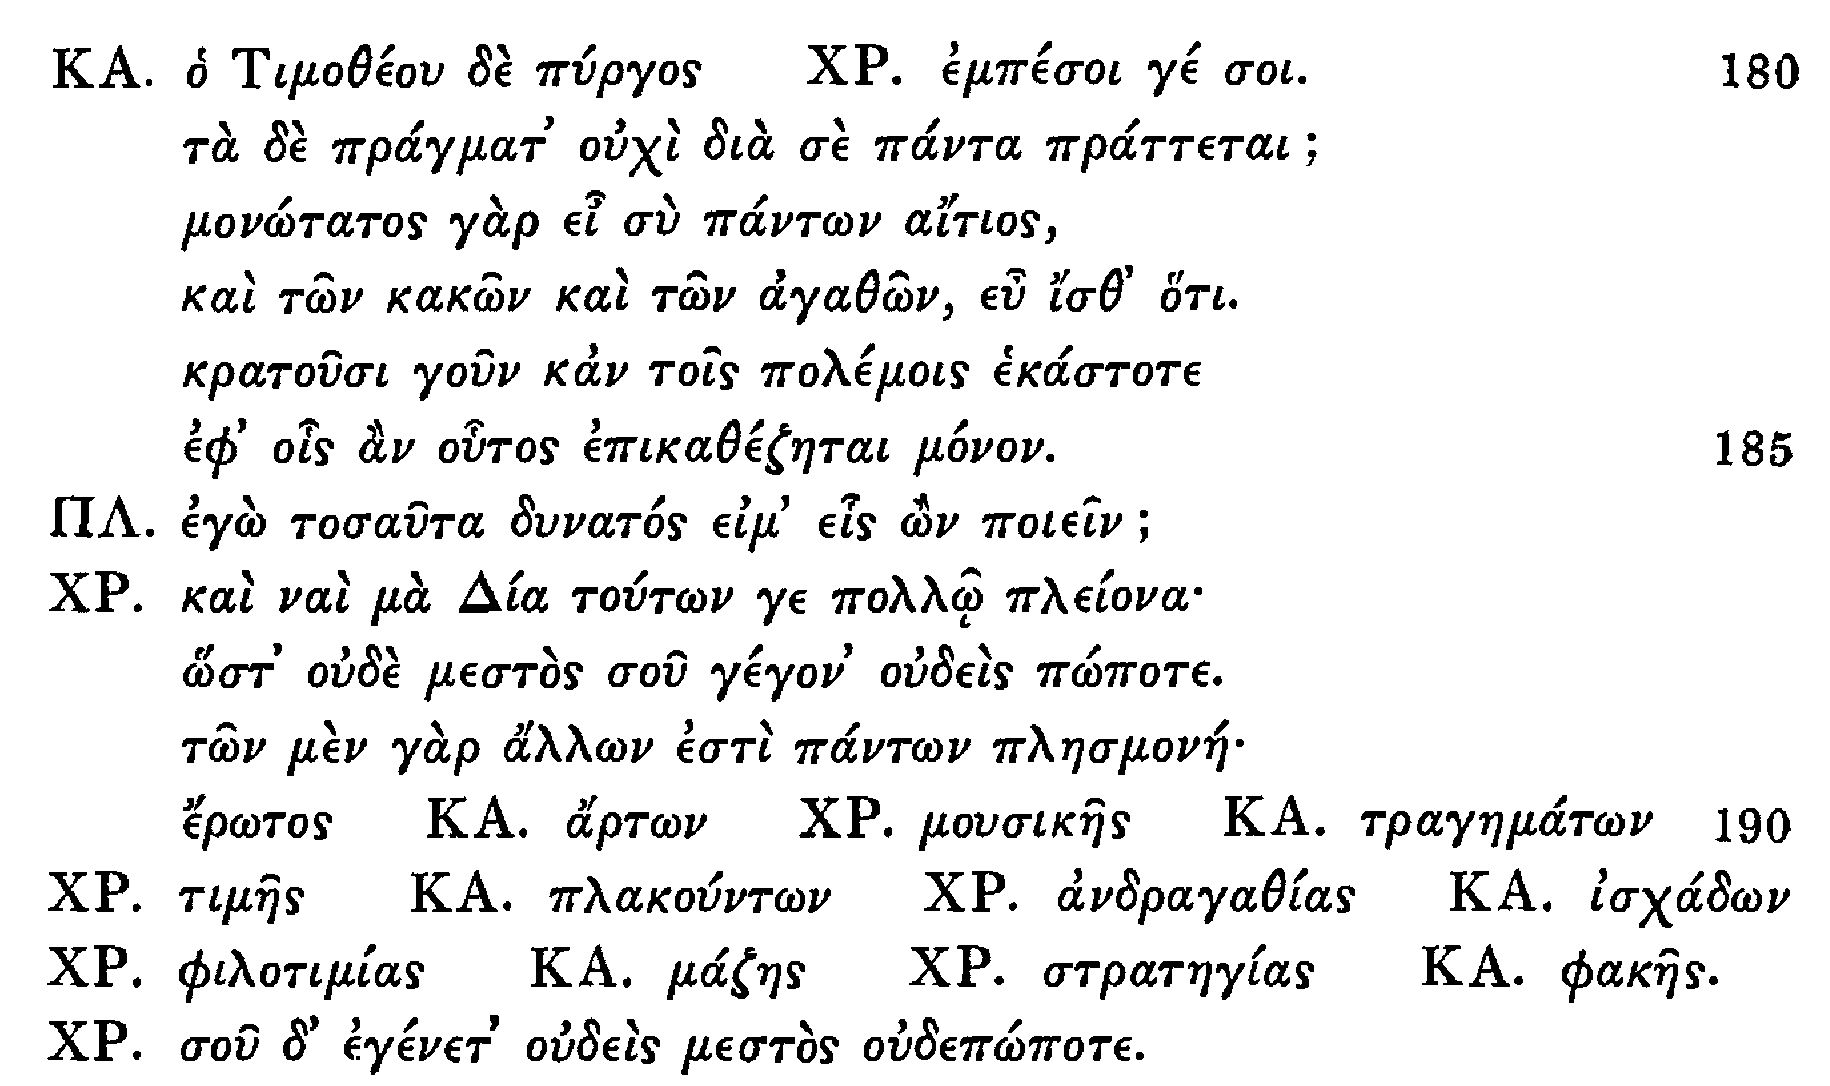 ΚΑ. ὁ Τιμοθέου δὲ πύργος ΧΡ. ἐμπέσοι γέ σοι. 180
τὰ δὲ πράγματ’ οὐχὶ διὰ σὲ πάντα πράττεται;
μονώτατος γὰρ εἶ σὺ πάντων αἴτιος,
καὶ τῶν κακῶν καὶ τῶν ἀγαθῶν, εὖ ἴσθ’ ὅτι.
κρατοῦσι γοῦν κἀν τοῖς πολέμοις ἑκάστοτε
ἐφ’ οἷς ἂν οὗτος ἐπικαθέζηται μόνον. 185
ΠΛ. ἐγὼ τοσαῦτα δυνατός εἰμ’ εἷς ὢν ποιεῖν;
ΧΡ. καὶ ναὶ μὰ Δία τούτων γε πολλῷ πλείονα·
ὥστ’ οὐδὲ μεστὸς σοῦ γέγον’ οὐδεὶς πώποτε.
τῶν μὲν γὰρ ἄλλων ἐστὶ πάντων πλησμονή·
ἔρωτος ΚΑ. ἄρτων ΧΡ. μουσικῆς ΚΑ. τραγημάτων 190
ΧΡ. τιμῆς ΚΑ. πλακούντων ΧΡ. ἀνδραγαθίας ΚΑ. ἰσχάδων
ΧΡ. φιλοτιμίας ΚΑ. μάζης ΧΡ. στρατηγίας ΚΑ. φακῆς.
ΧΡ. σοῦ δ’ ἐγένετ’ οὐδεὶς μεστὸς οὐδεπώποτε.